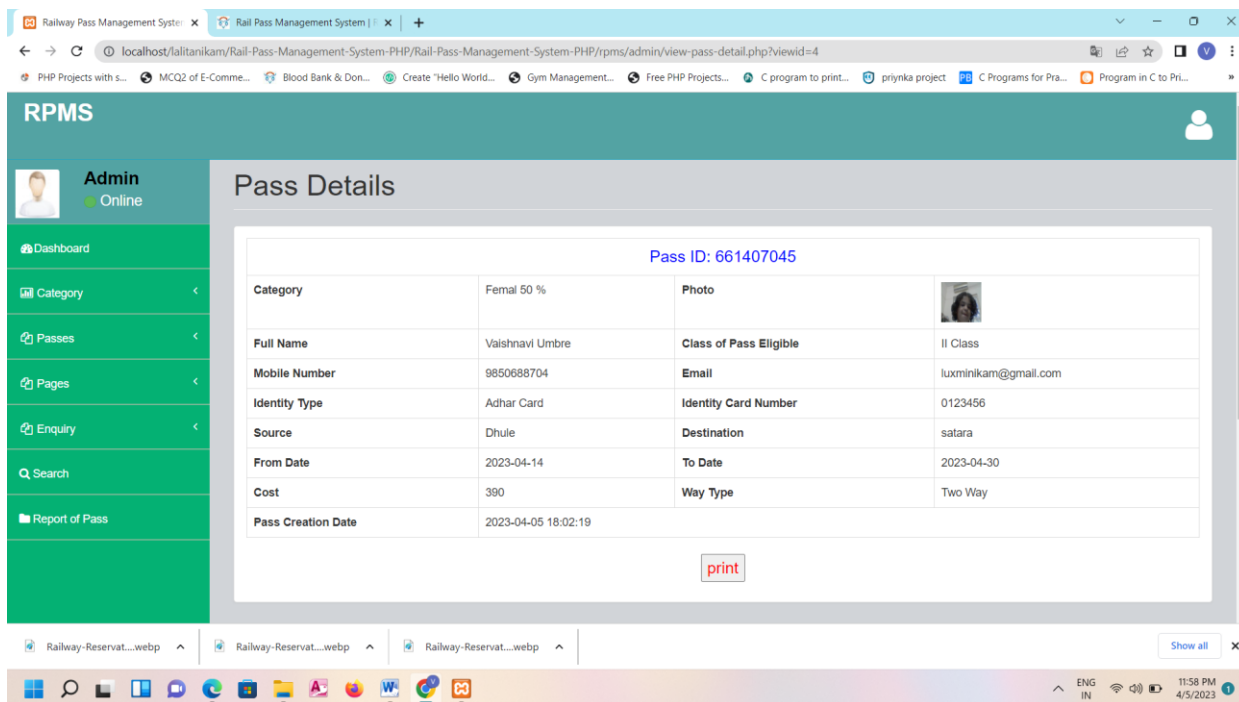 Railway Pass Management Syste
Rail Pass Management System |
localhost/lalitanikam/Rail-Pass-Management-System-PHP/Rail-Pass-Management-System-PHP/rpms/admin/view-pass-detail.php?viewid=4
V
PHP Projects with s... MCQ2 of E-Comme... Blood Bank & Don... Create "Hello World... Gym Management... Free PHP Projects... C program to print... priynka project PB C Programs for Pra... Program in C to Pri... »
RPMS
Admin
Online
Dashboard
Category
Passes
Pages
Enquiry
Search
Report of Pass
Pass Details
Pass ID: 661407045
Category Femal 50 % Photo
Full Name Vaishnavi Umbre Class of Pass Eligible II Class
Mobile Number 9850688704 Email luxminikam@gmail.com
Identity Type Adhar Card Identity Card Number 0123456
Source Dhule Destination satara
From Date 2023-04-14 To Date 2023-04-30
Cost 390 Way Type Two Way
Pass Creation Date 2023-04-05 18:02:19
print
Railway-Reservat....webp Railway-Reservat....webp Railway-Reservat....webp Show all
ENG 11:58 PM
IN 4/5/2023 1